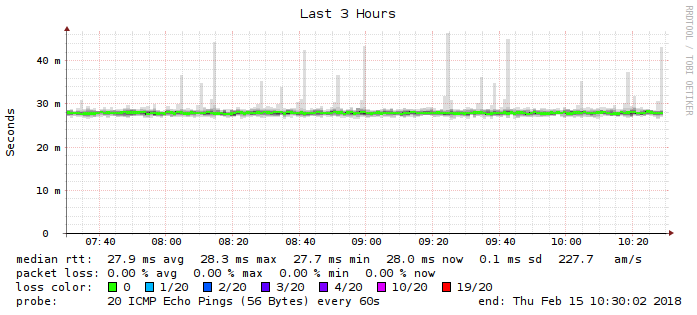 Last 3 Hours
RRDTOOL / TOBI OETIKER
Seconds
40 m
30 m
20 m
10 m
0
07:40 08:00 08:20 08:40 09:00 09:20 09:40 10:00 10:20
median rtt: 27.9 ms avg 28.3 ms max 27.7 ms min 28.0 ms now 0.1 ms sd 227.7 am/s
packet loss: 0.00 % avg 0.00 % max 0.00 % min 0.00 % now
loss color: 0 1/20 2/20 3/20 4/20 10/20 19/20
probe: 20 ICMP Echo Pings (56 Bytes) every 60s end: Thu Feb 15 10:30:02 2018